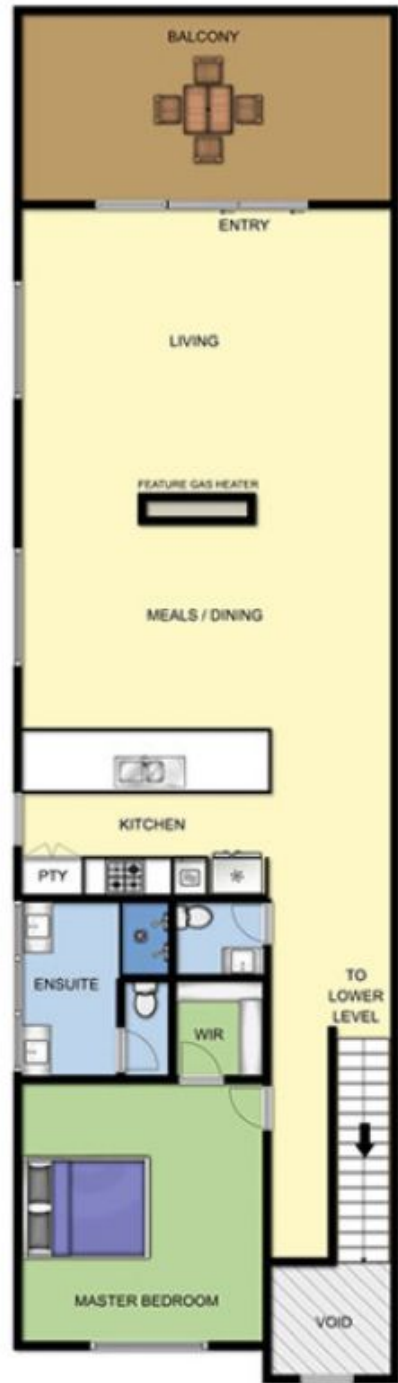 BALCONY
ENTRY
LIVING
FEATURE GAS HEATER
MEALS / DINING
KITCHEN
PTY
ENSUITE
WIR
TO
LOWER
LEVEL
MASTER BEDROOM
VOID